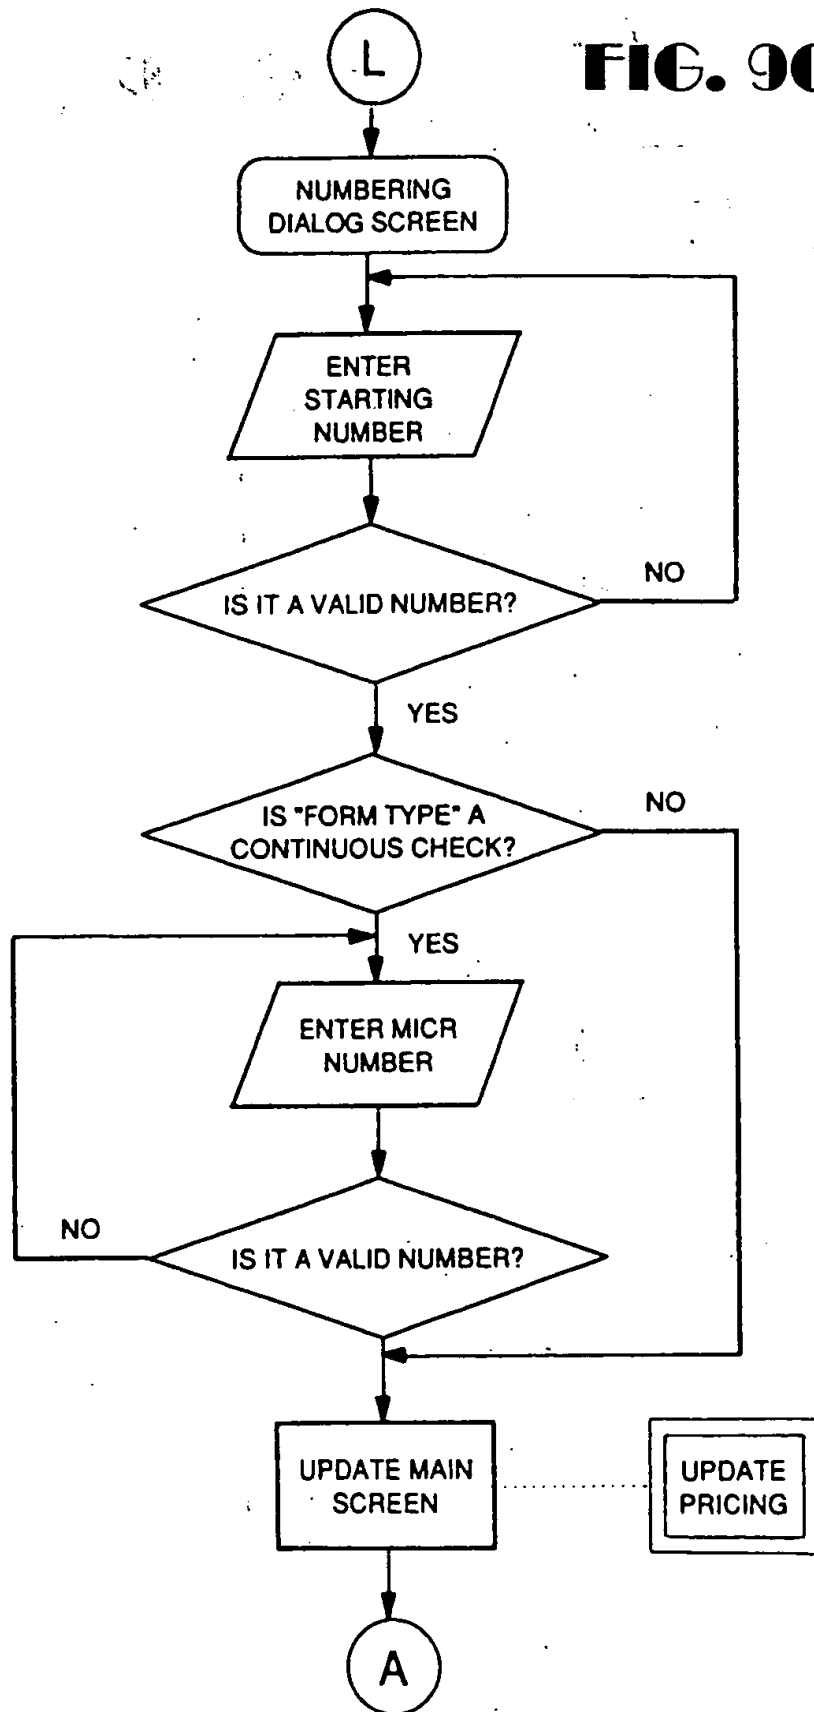 L
FIG. 9
NUMBERING
DIALOG SCREEN
ENTER
STARTING
NUMBER
IS IT A VALID NUMBER?
NO
YES
IS "FORM TYPE" A
CONTINUOUS CHECK?
NO
YES
ENTER MICR
NUMBER
IS IT A VALID NUMBER?
NO
UPDATE MAIN
SCREEN
UPDATE
PRICING
A